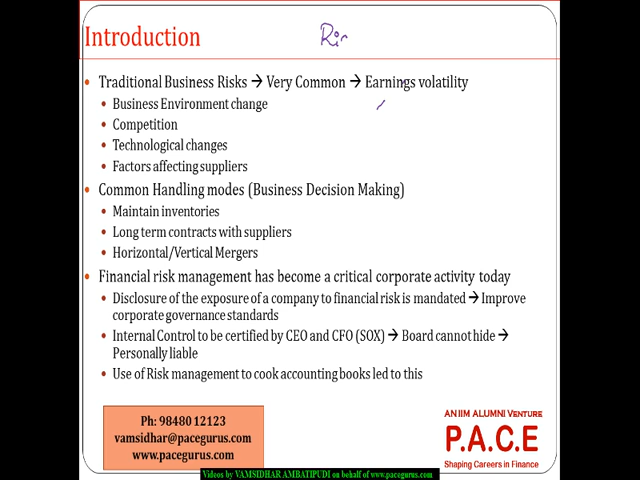 Introduction
Traditional Business Risks → Very Common → Earnings volatility
Business Environment change
Competition
Technological changes
Factors affecting suppliers
Common Handling modes (Business Decision Making)
Maintain inventories
Long term contracts with suppliers
Horizontal/Vertical Mergers
Financial risk management has become a critical corporate activity today
Disclosure of the exposure of a company to financial risk is mandated → Improve
corporate governance standards
Internal Control to be certified by CEO and CFO (SOX) → Board cannot hide →
Personally liable
Use of Risk management to cook accounting books led to this
Ph: 98480 12123
vamsidhar@pacegurus.com
www.pacegurus.com
AN IIM ALUMNI VENTURE
P.A.C.E
Shaping Careers in Finance
Videos by VAMSIDHAR AMBATIPUDI on behalf of www.pacegurus.com